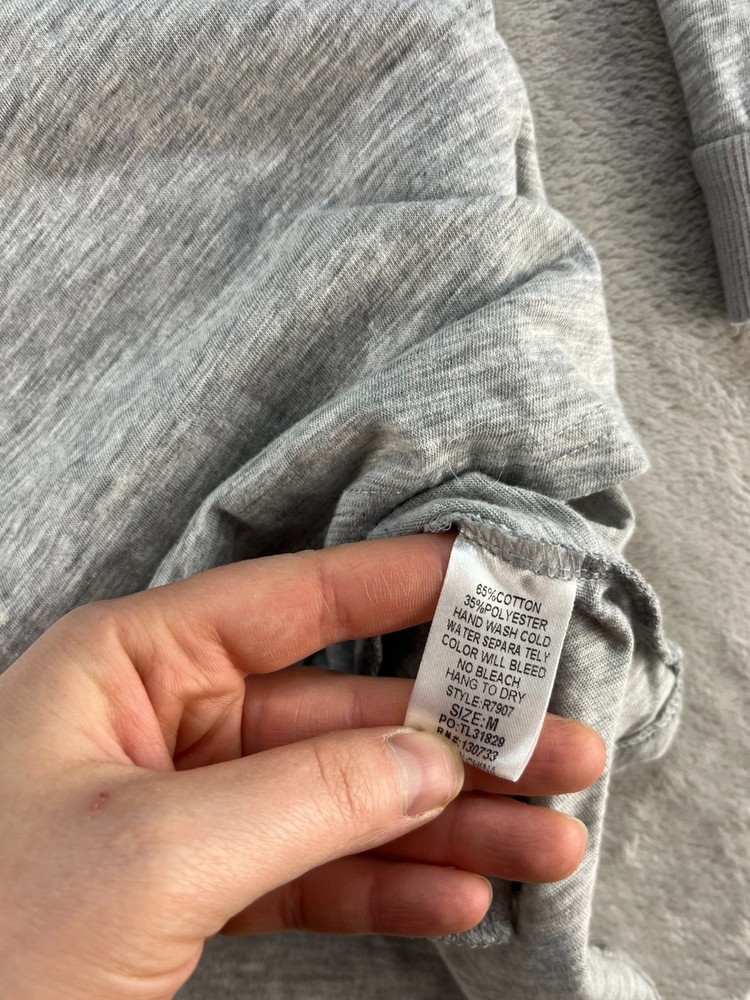 65%COTTON
35%POLYESTER
HAND WASH COLD
WATER SEPARA TELY
COLOR WILL BLEED
NO BLEACH
HANG TO DRY
STYLE:R7907
SIZE:M
PO:TL31829
RN#:130733
CHINA